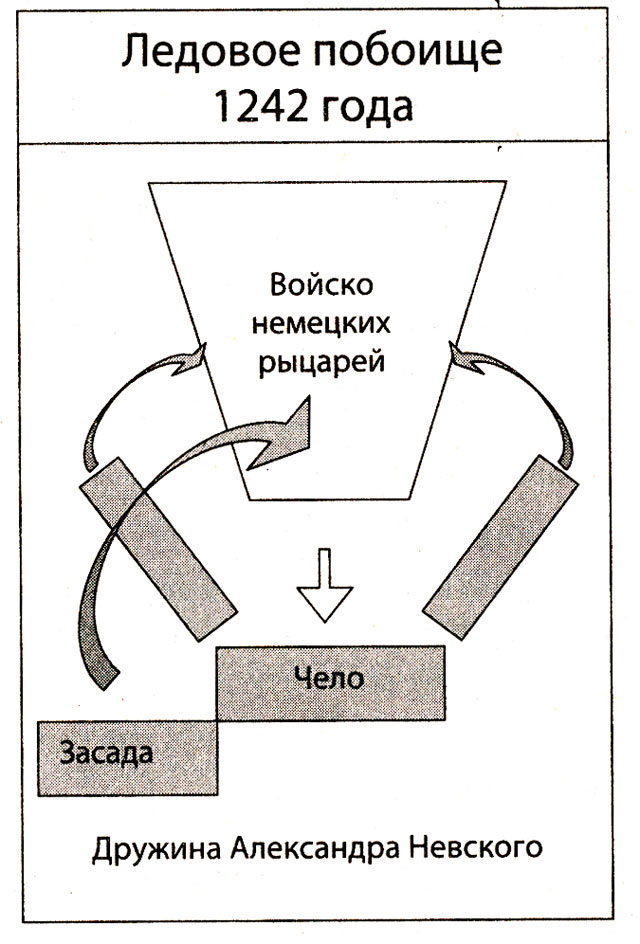 Ледовое побоище
1242 года
Войско
немецких
рыцарей
Чело
Засада
Дружина Александра Невского